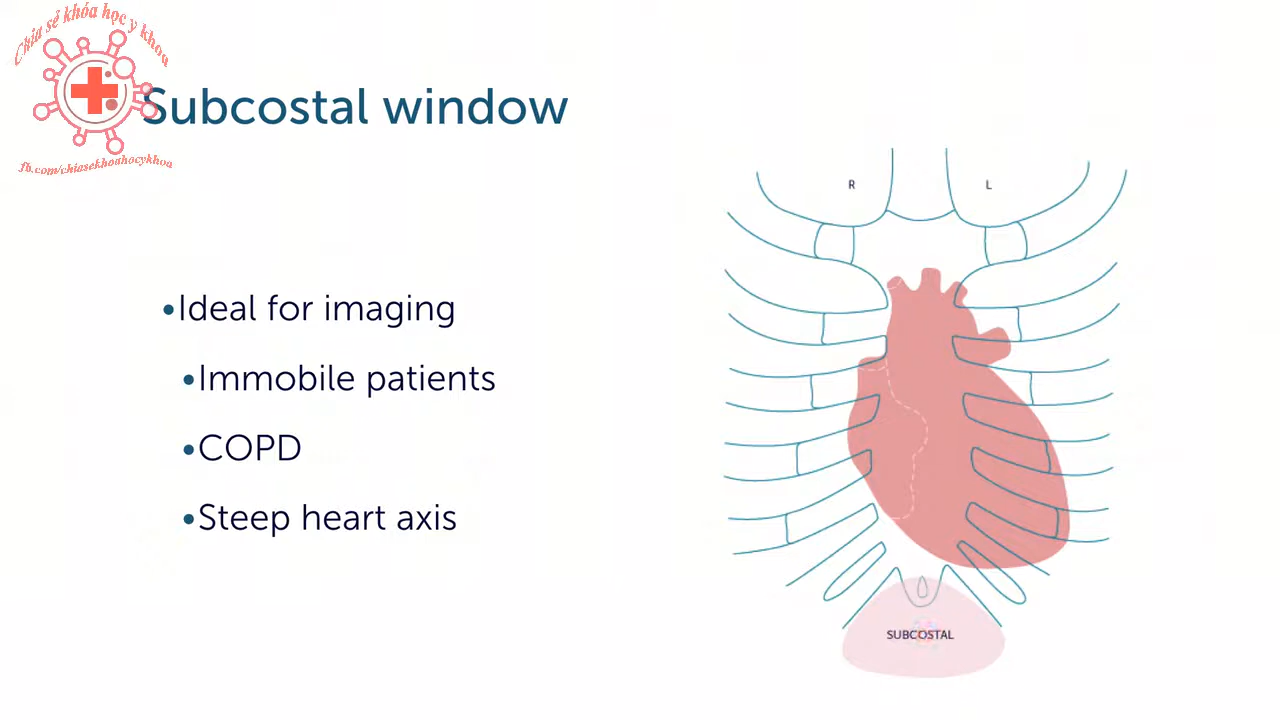 Chia sẻ khóa học y khoa
fb.com/chiasekhoahocykhoa
Subcostal window
R L
•Ideal for imaging
•Immobile patients
•COPD
•Steep heart axis
SUBCOSTAL